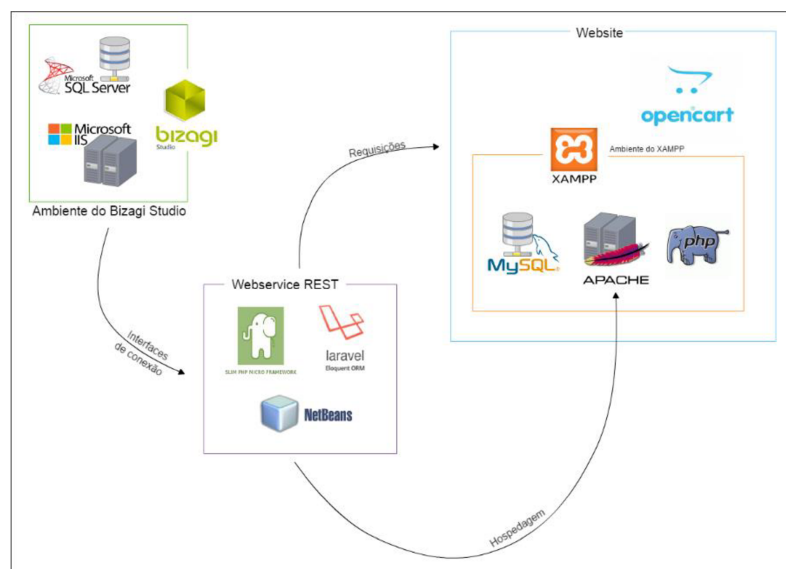 Microsoft
SQL Server
Microsoft
IIS
bizagi
Studio
Ambiente do Bizagi Studio
Interfaces
de conexão
Webservice REST
SLIM PHP MICRO FRAMEWORK
laravel
Eloquent ORM
NetBeans
Requisições
Hospedagem
Website
opencart
XAMPP
Ambiente do XAMPP
MySQL
APACHE
php